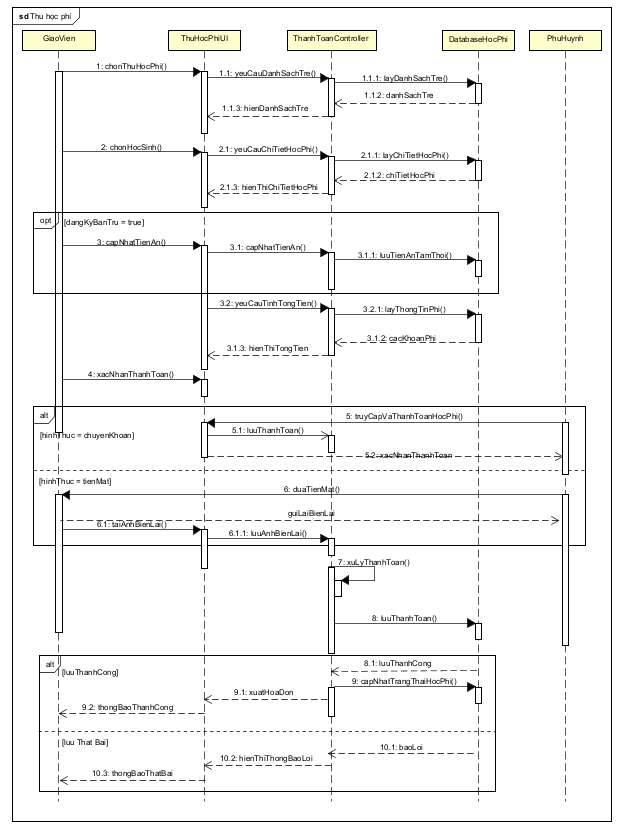 sd Thu học phí
GiaoVien
ThuHocPhiUI
ThanhToanController
DatabaseHocPhi
PhuHuynh
1: chonThuHocPhi()
1.1: yeuCauDanhSachTre()
1.1.1: layDanhSachTre()
1.1.2: danhSachTre
1.1.3: hienDanhSachTre
2: chonHocSinh()
2.1: yeuCauChiTietHocPhi()
2.1.1: layChiTietHocPhi()
2.1.2: chiTietHocPhi
2.1.3: hienThiChiTietHocPhi
opt
[dangKyBanTru = true]
3: capNhatTienAn()
3.1: capNhatTienAn()
3.1.1: luuTienAnTamThoi()
3.2: yeuCauTinhTongTien()
3.2.1: layThongTinPhi()
3.1.2: cacKhoanPhi
3.1.3: hienThiTongTien
4: xacNhanThanhToan()
alt
5: truyCapVaThanhToanHocPhi()
[hinhThuc = chuyenKhoan]
5.1: luuThanhToan()
5.2: xacNhanThanhToan
[hinhThuc = tienMat]
6: duaTienMat()
guiLaiBienLai
6.1: taiAnhBienLai()
6.1.1: luuAnhBienLai()
7: xuLyThanhToan()
8: luuThanhToan()
alt
[luuThanhCong]
8.1: luuThanhCong
9: capNhatTrangThaiHocPhi()
9.1: xuatHoaDon
9.2: thongBaoThanhCong
[luu That Bai]
10.1: baoLoi
10.2: hienThiThongBaoLoi
10.3: thongBaoThatBai